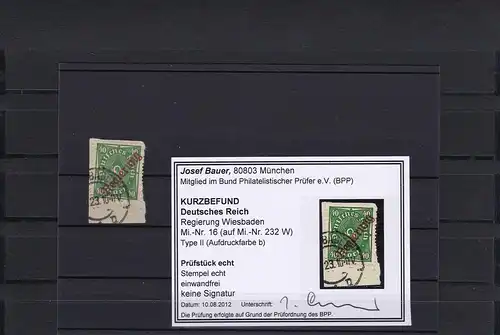 Josef Bauer, 80803 München
Mitglied im Bund Philatelistischer Prüfer e.V. (BPP)
KURZBEFUND
Deutsches Reich
Regierung Wiesbaden
Mi.-Nr. 16 (auf Mi.-Nr. 232 W)
Type II (Aufdruckfarbe b)
Prüfstück echt
Stempel echt
einwandfrei
keine Signatur
Datum: 10.08.2012 Unterschrift:
Die Prüfung erfolgte auf Grund der Prüfordnung des BPP.